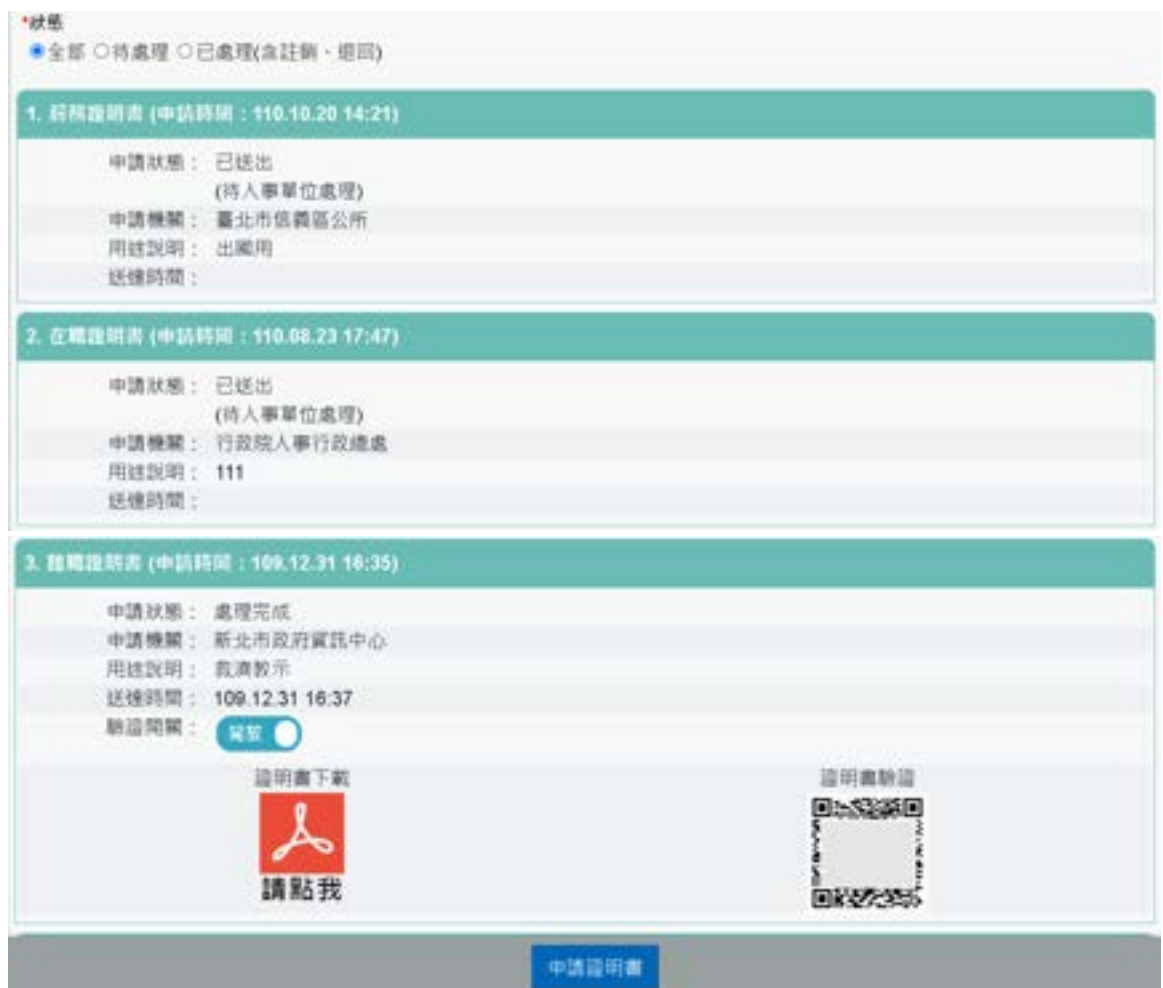 *狀態
全部 待處理 已處理(含註銷、退回)
1. 服務證明書 (申請時間：110.10.20 14:21)
申請狀態： 已送出
(待人事單位處理)
申請機關： 臺北市信義區公所
用途說明： 出國用
送達時間：
2. 在職證明書 (申請時間：110.08.23 17:47)
申請狀態： 已送出
(待人事單位處理)
申請機關： 行政院人事行政總處
用途說明： 111
送達時間：
3. 離職證明書 (申請時間：109.12.31 16:35)
申請狀態： 處理完成
申請機關： 新北市政府資訊中心
用途說明： 救濟教示
送達時間： 109.12.31 16:37
驗證開關： 開放
證明書下載 證明書驗證
請點我
申請證明書